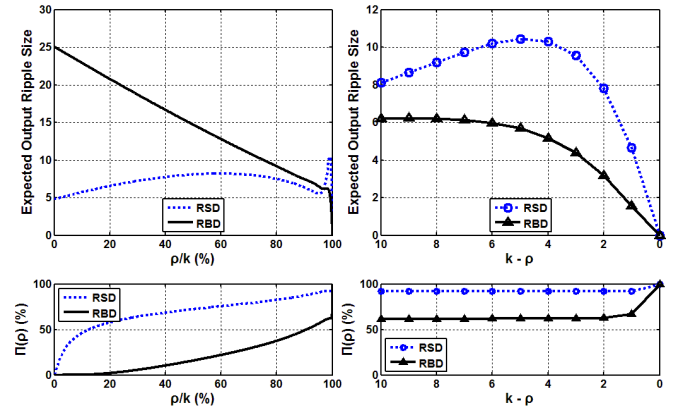 Expected Output Ripple Size
30
25
20
15
10
5
0
RSD
RBD
0 20 40 60 80 100
ρ/k (%)
Expected Output Ripple Size
12
10
8
6
4
2
0
RSD
RBD
10 8 6 4 2 0
k - ρ
Π(ρ) (%)
100
50
0
RSD
RBD
0 20 40 60 80 100
ρ/k (%)
Π(ρ) (%)
100
50
0
RSD
RBD
10 8 6 4 2 0
k - ρ